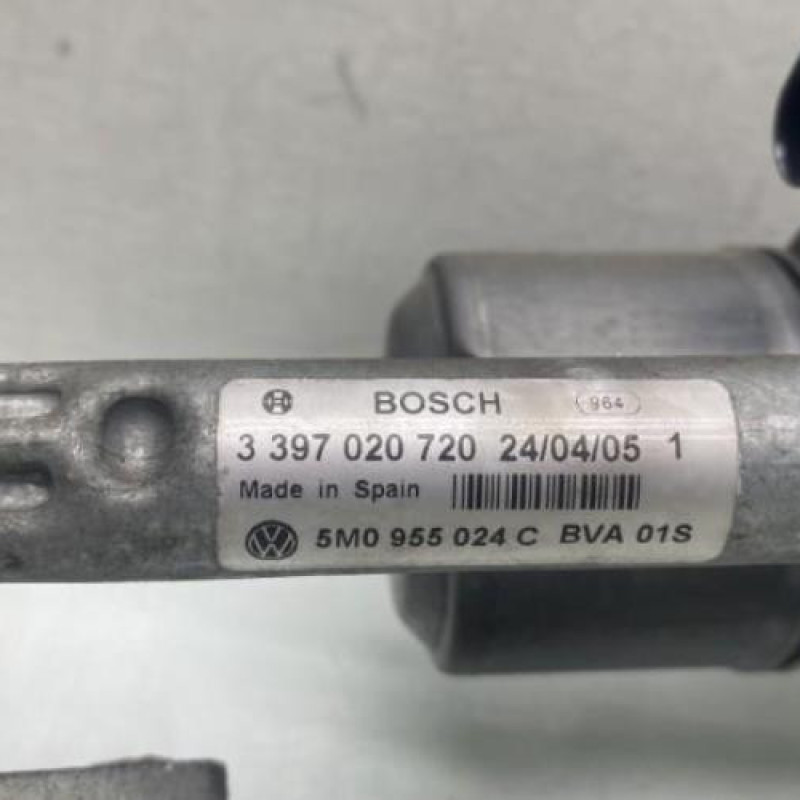 BOSCH 964
3 397 020 720 24/04/05 1
Made in Spain
5M0 955 024 C BVA 01S